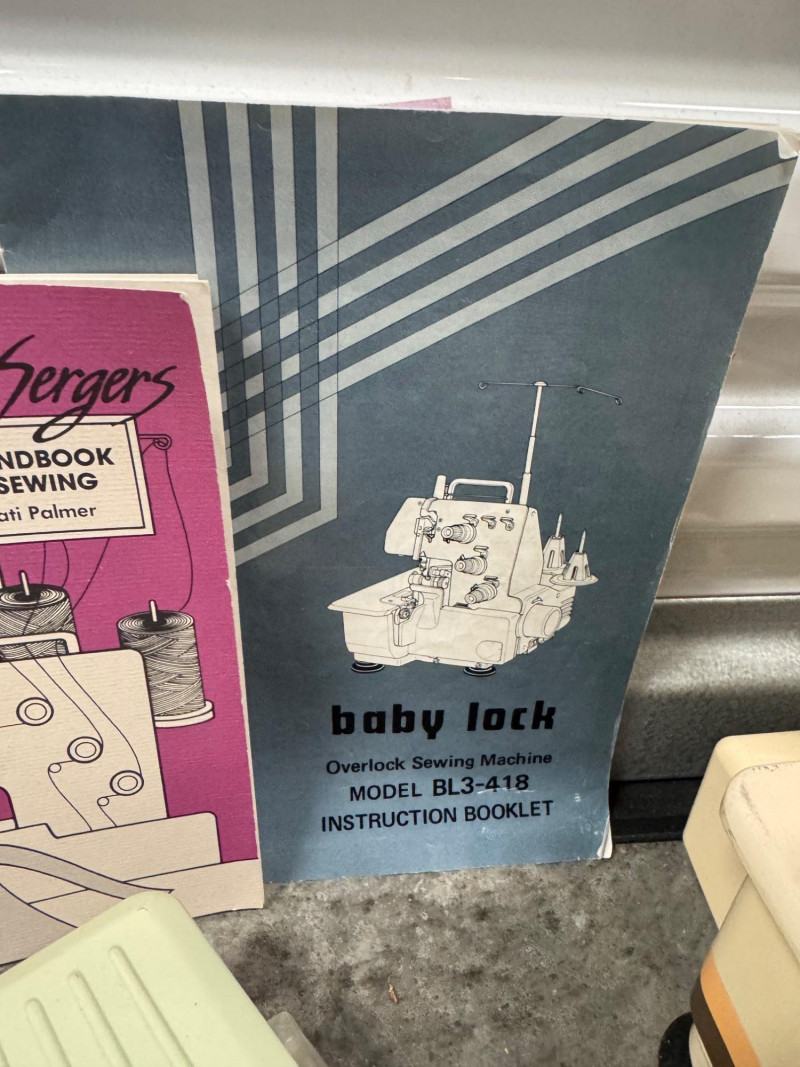 Sergers
NDBOOK
SEWING
ati Palmer
baby lock
Overlock Sewing Machine
MODEL BL3-418
INSTRUCTION BOOKLET